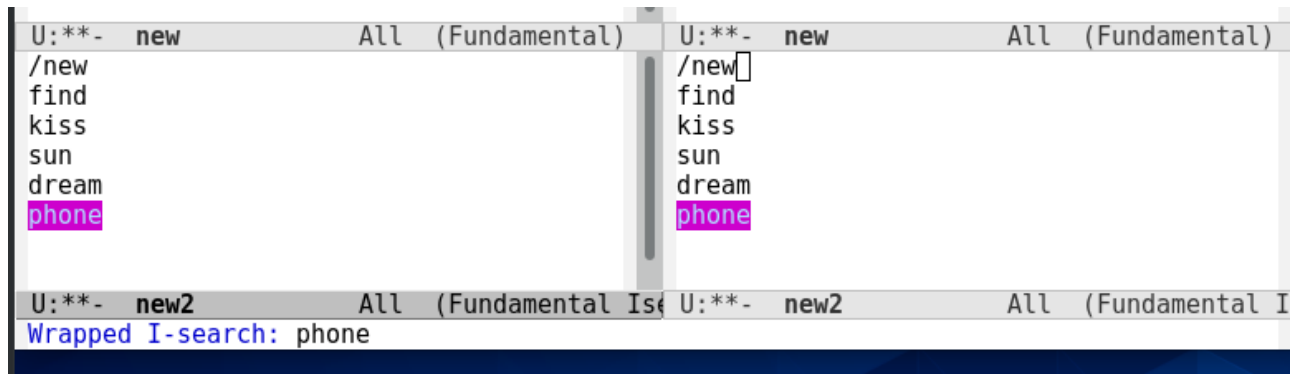 U:**-  new            All  (Fundamental)
U:**-  new            All  (Fundamental)
/new
find
kiss
sun
dream
phone
/new
find
kiss
sun
dream
phone
U:**-  new2           All  (Fundamental Ise
U:**-  new2           All  (Fundamental I
Wrapped I-search: phone